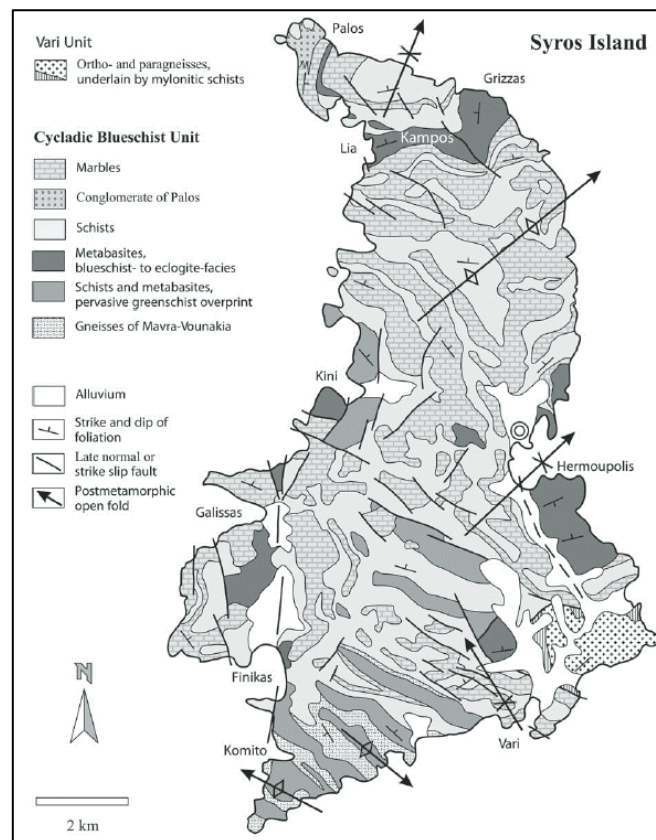 Syros Island
Vari Unit
Ortho- and paragneisses,
underlain by mylonitic schists
Cycladic Blueschist Unit
Marbles
Conglomerate of Palos
Schists
Metabasites,
blueschist- to eclogite-facies
Schists and metabasites,
pervasive greenschist overprint
Gneisses of Mavra-Vounakia
Alluvium
Strike and dip of
foliation
Late normal or
strike slip fault
Postmetamorphic
open fold
N
2 km
Palos
Grizzas
Kampos
Lia
Kini
Hermoupolis
Galissas
Finikas
Komito
Vari